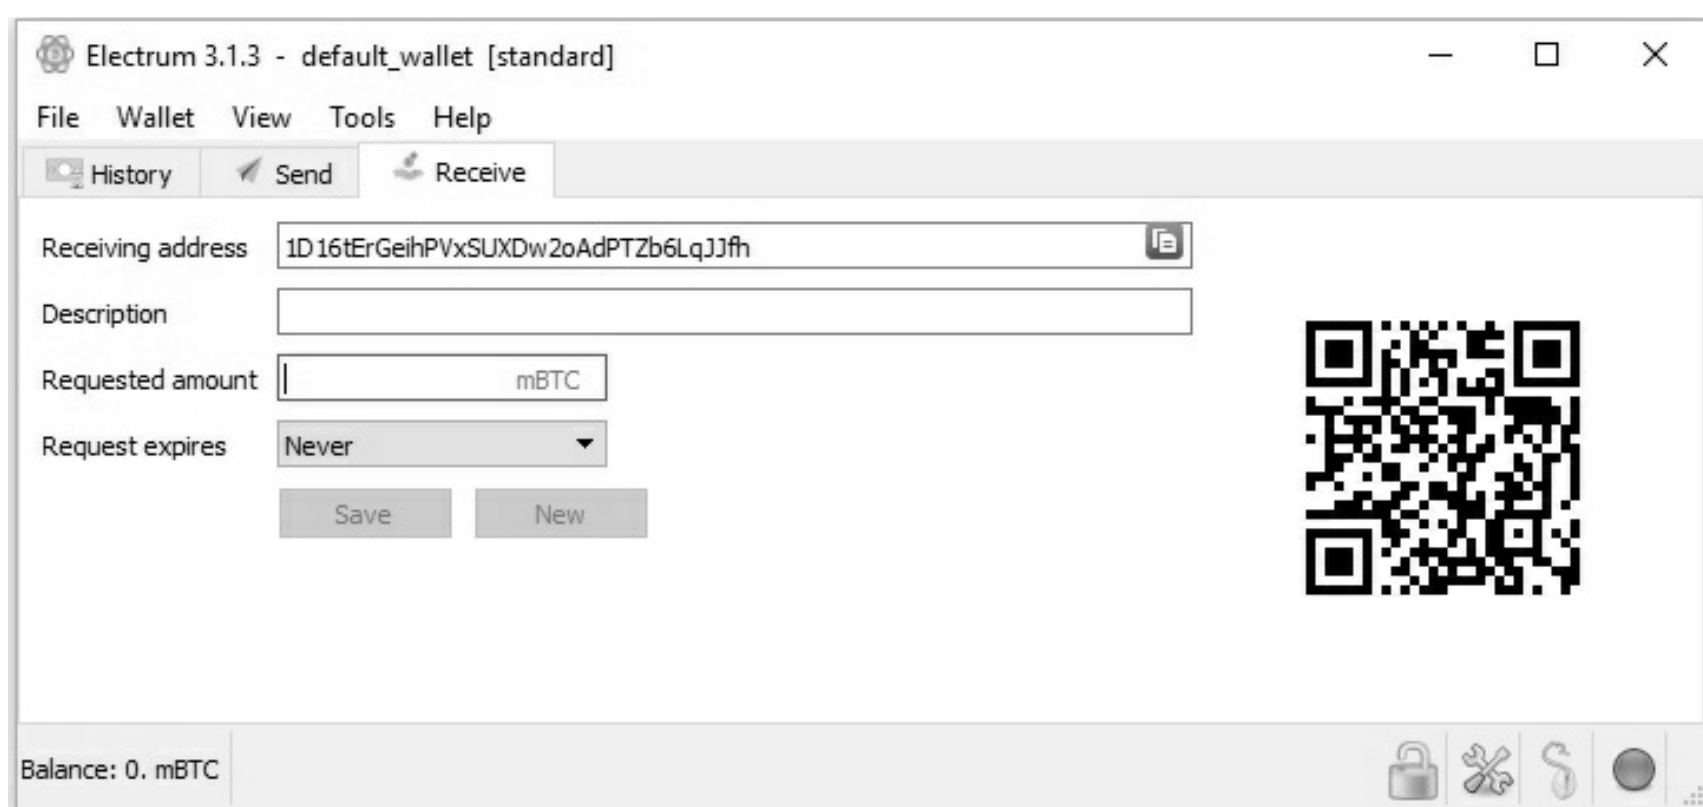 Electrum 3.1.3 - default_wallet [standard]
File Wallet View Tools Help
History Send Receive
Receiving address 1D16tErGeihPVxSUXDw2oAdPTZb6LqJJfh
Description
Requested amount mBTC
Request expires Never
Save New
Balance: 0. mBTC